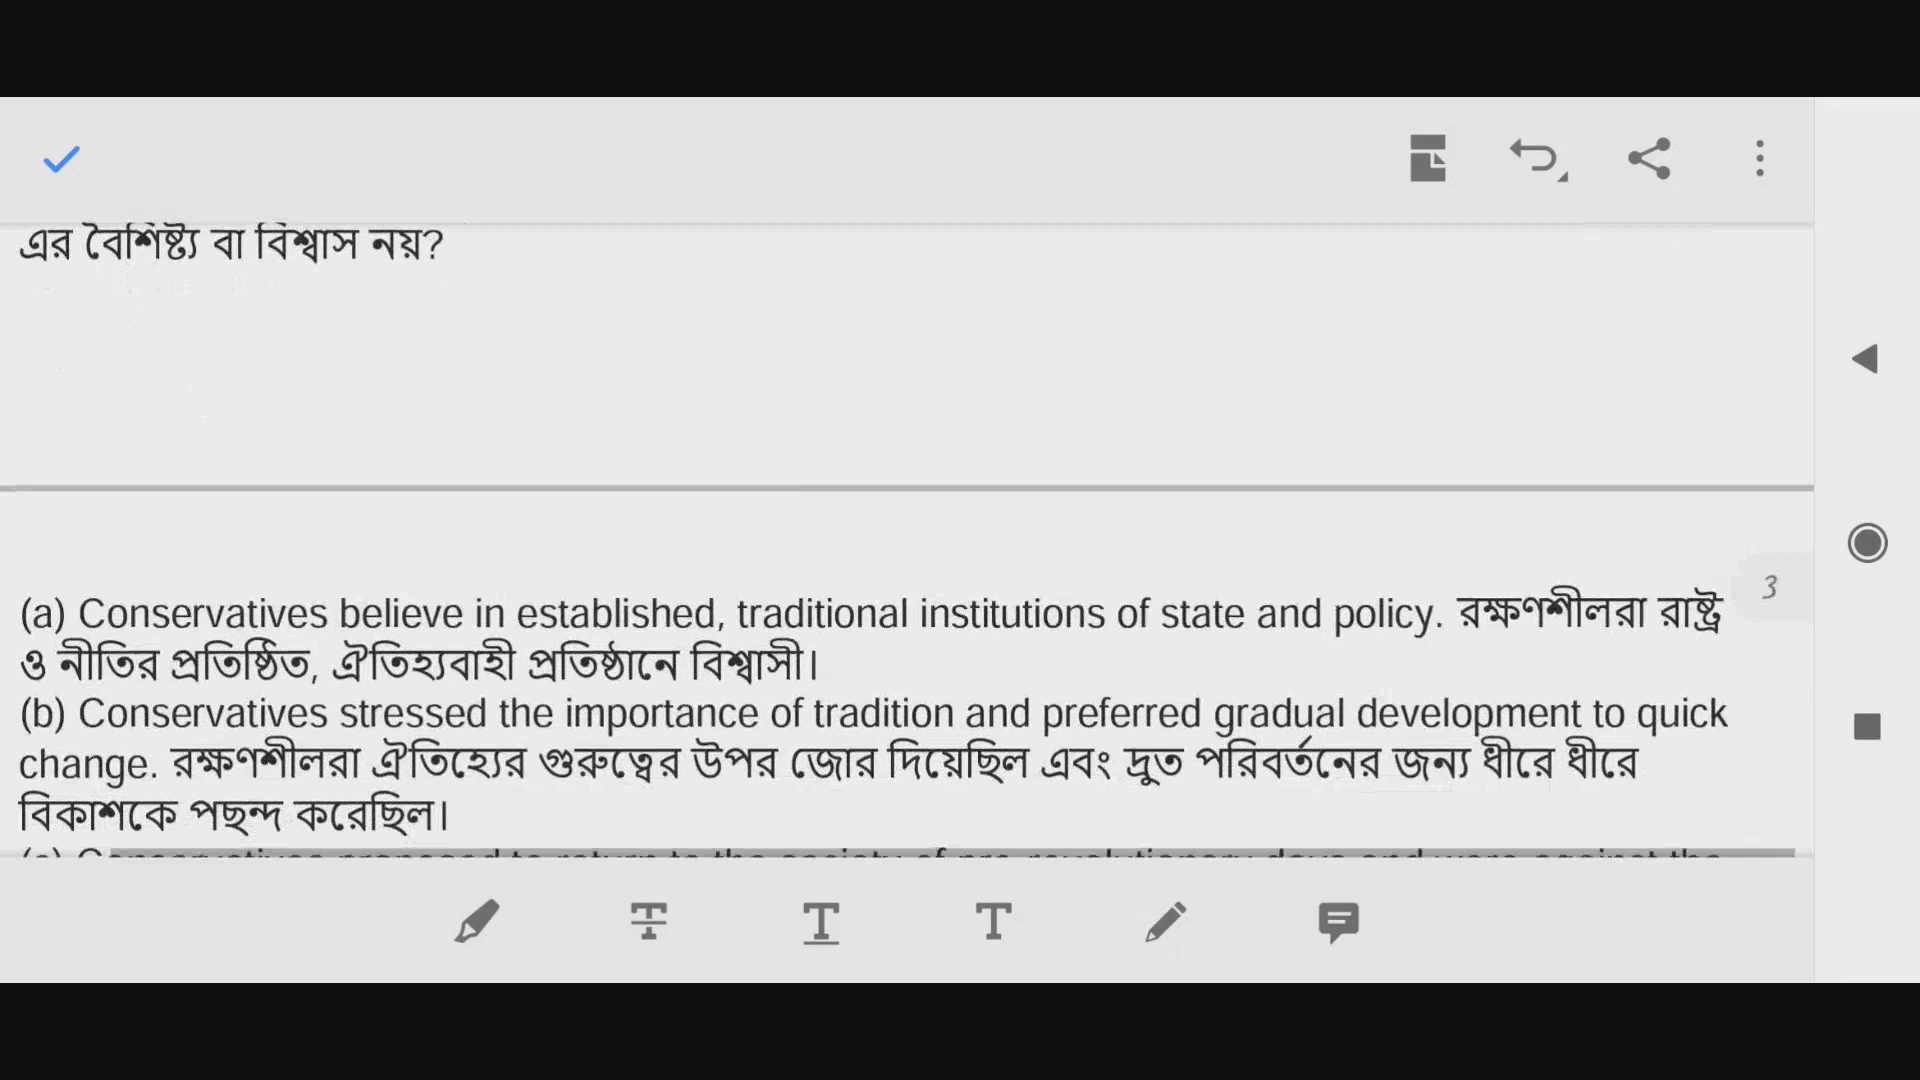 এর বৈশিষ্ট্য বা বিশ্বাস নয়?
3
(a) Conservatives believe in established, traditional institutions of state and policy. রক্ষণশীলরা রাষ্ট্র
ও নীতির প্রতিষ্ঠিত, ঐতিহ্যবাহী প্রতিষ্ঠানে বিশ্বাসী।
(b) Conservatives stressed the importance of tradition and preferred gradual development to quick
change. রক্ষণশীলরা ঐতিহ্যের গুরুত্বের উপর জোর দিয়েছিল এবং দ্রুত পরিবর্তনের জন্য ধীরে ধীরে
বিকাশকে পছন্দ করেছিল।